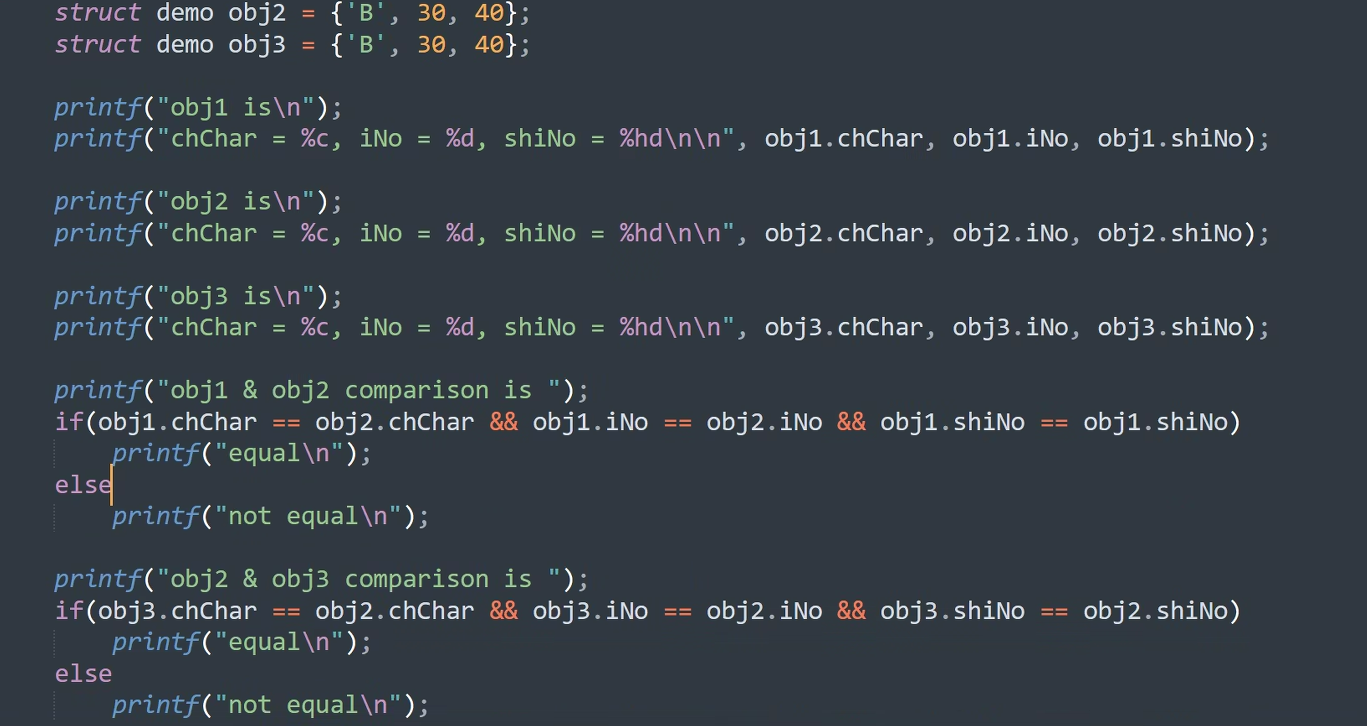 struct demo obj2 = {'B', 30, 40};
struct demo obj3 = {'B', 30, 40};
printf("obj1 is\n");
printf("chChar = %c, iNo = %d, shiNo = %hd\n\n", obj1.chChar, obj1.iNo, obj1.shiNo);
printf("obj2 is\n");
printf("chChar = %c, iNo = %d, shiNo = %hd\n\n", obj2.chChar, obj2.iNo, obj2.shiNo);
printf("obj3 is\n");
printf("chChar = %c, iNo = %d, shiNo = %hd\n\n", obj3.chChar, obj3.iNo, obj3.shiNo);
printf("obj1 & obj2 comparison is ");
if(obj1.chChar == obj2.chChar && obj1.iNo == obj2.iNo && obj1.shiNo == obj1.shiNo)
printf("equal\n");
else
printf("not equal\n");
printf("obj2 & obj3 comparison is ");
if(obj3.chChar == obj2.chChar && obj3.iNo == obj2.iNo && obj3.shiNo == obj2.shiNo)
printf("equal\n");
else
printf("not equal\n");